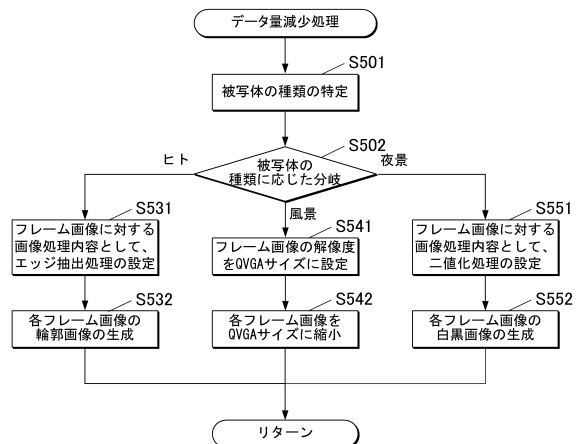 データ量減少処理
S501
被写体の種類の特定
S502
被写体の
種類に応じた分岐
ヒト
夜景
風景
S531
フレーム画像に対する
画像処理内容として、
エッジ抽出処理の設定
S541
フレーム画像の解像度
をQVGAサイズに設定
S551
フレーム画像に対する
画像処理内容として、
二値化処理の設定
S532
各フレーム画像の
輪郭画像の生成
S542
各フレーム画像を
QVGAサイズに縮小
S552
各フレーム画像の
白黒画像の生成
リターン